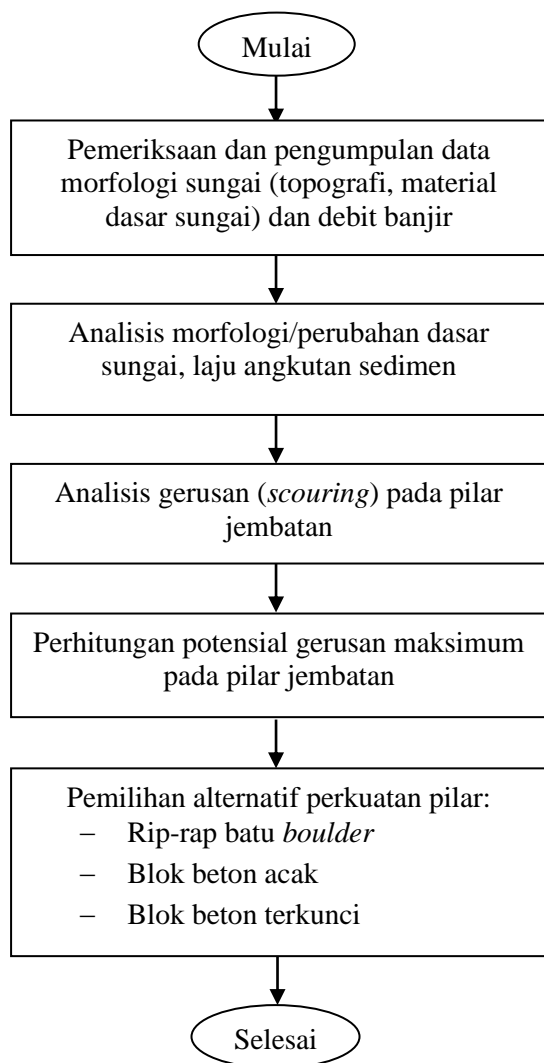 Mulai
Pemeriksaan dan pengumpulan data
morfologi sungai (topografi, material
dasar sungai) dan debit banjir
Analisis morfologi/perubahan dasar
sungai, laju angkutan sedimen
Analisis gerusan (scouring) pada pilar
jembatan
Perhitungan potensial gerusan maksimum
pada pilar jembatan
Pemilihan alternatif perkuatan pilar:
– Rip-rap batu boulder
– Blok beton acak
– Blok beton terkunci
Selesai